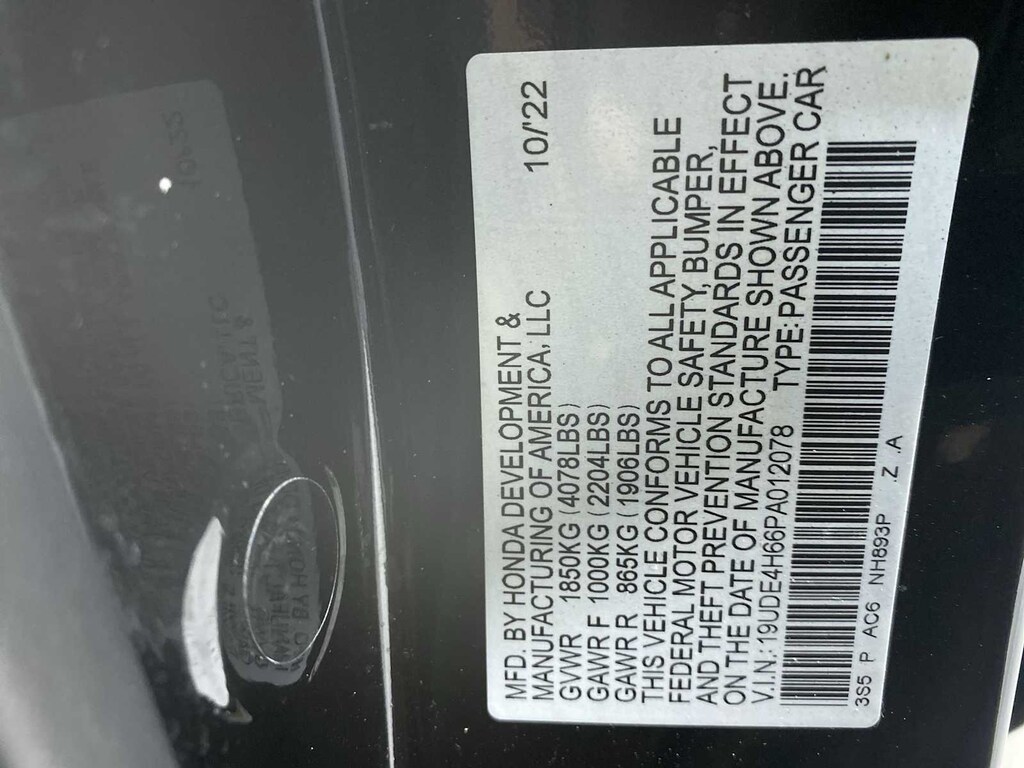 MFD. BY HONDA DEVELOPMENT &
MANUFACTURING OF AMERICA, LLC 10/'22
GVWR 1850KG (4078LBS)
GAWR F 1000KG (2204LBS)
GAWR R 865KG (1906LBS)
THIS VEHICLE CONFORMS TO ALL APPLICABLE
FEDERAL MOTOR VEHICLE SAFETY, BUMPER,
AND THEFT PREVENTION STANDARDS IN EFFECT
ON THE DATE OF MANUFACTURE SHOWN ABOVE.
V.I.N.: 19UDE4H66PA012078 TYPE: PASSENGER CAR
3S5 P AC6 NH893P .Z .A